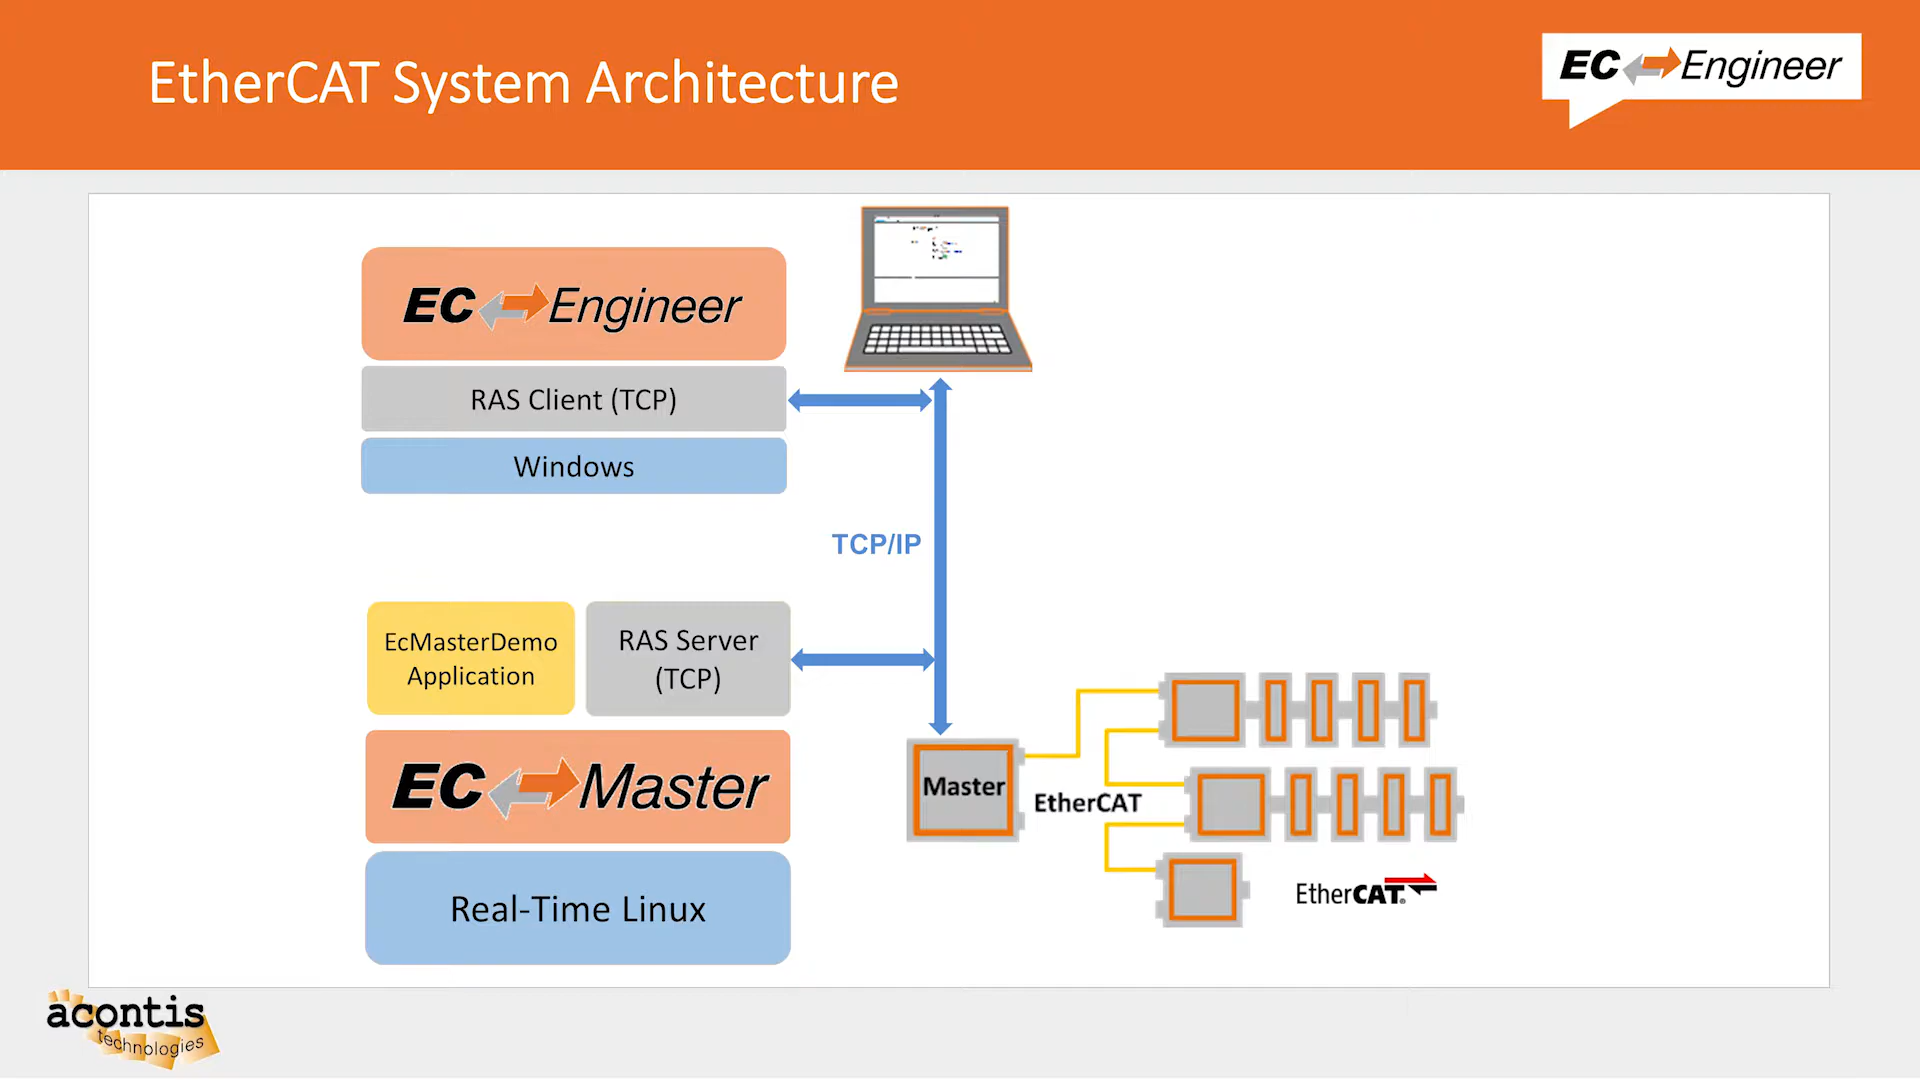 EtherCAT System Architecture
EC Engineer
EC Engineer
RAS Client (TCP)
Windows
TCP/IP
EcMasterDemo
Application
RAS Server
(TCP)
EC Master
Real-Time Linux
Master
EtherCAT
EtherCAT®
acontis
technologies